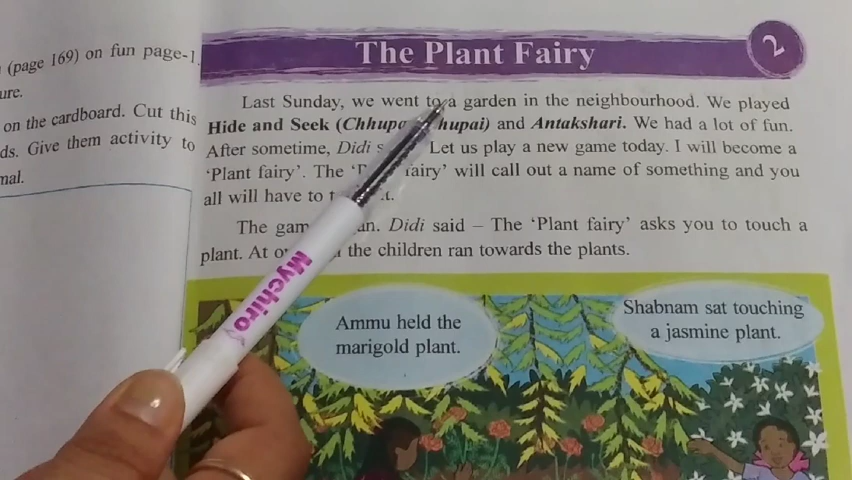 (page 169) on fun page-1.
ure.
on the cardboard. Cut this
ds. Give them activity to
mal.
The Plant Fairy
2
Last Sunday, we went to a garden in the neighbourhood. We played
Hide and Seek (Chhupa hupai) and Antakshari. We had a lot of fun.
After sometime, Didi s Let us play a new game today. I will become a
'Plant fairy'. The 'P fairy' will call out a name of something and you
all will have to t t.
The gam an. Didi said – The 'Plant fairy' asks you to touch a
plant. At o the children ran towards the plants.
Mychiro
Ammu held the
marigold plant.
Shabnam sat touching
a jasmine plant.